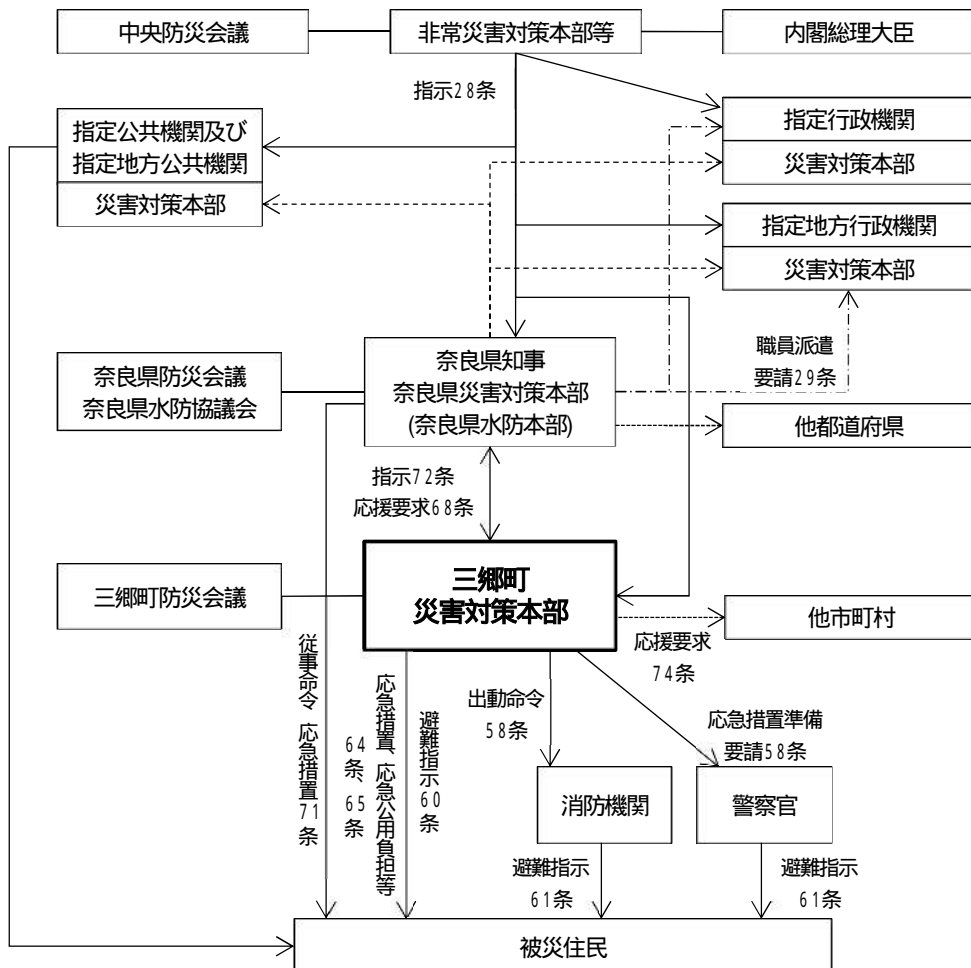 中央防災会議
非常災害対策本部等
内閣総理大臣
指示28条
指定公共機関及び
指定地方公共機関
災害対策本部
指定行政機関
災害対策本部
指定地方行政機関
災害対策本部
職員派遣
要請29条
奈良県防災会議
奈良県水防協議会
奈良県知事
奈良県災害対策本部
(奈良県水防本部)
他都道府県
指示72条
応援要求68条
三郷町防災会議
三郷町
災害対策本部
他市町村
応援要求
74条
従事命令 応急措置71条
64条、65条
応急措置、応急公用負担等
避難指示60条
出動命令
58条
応急措置準備
要請58条
消防機関
警察官
避難指示
61条
避難指示
61条
被災住民